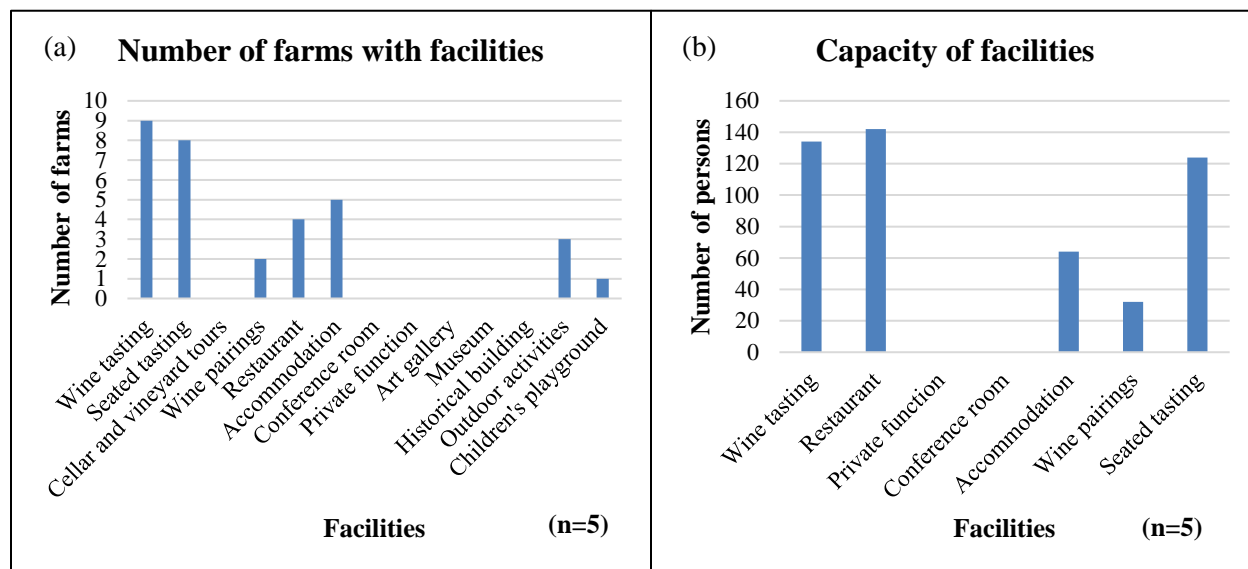 (a) Number of farms with facilities
Number of farms
10
9
8
7
6
5
4
3
2
1
0
Wine tasting
Seated tasting
Cellar and vineyard tours
Wine pairings
Restaurant
Accommodation
Conference room
Private function
Art gallery
Museum
Historical building
Outdoor activities
Children's playground
Facilities (n=5)
(b) Capacity of facilities
Number of persons
160
140
120
100
80
60
40
20
0
Wine tasting
Restaurant
Private function
Conference room
Accommodation
Wine pairings
Seated tasting
Facilities (n=5)